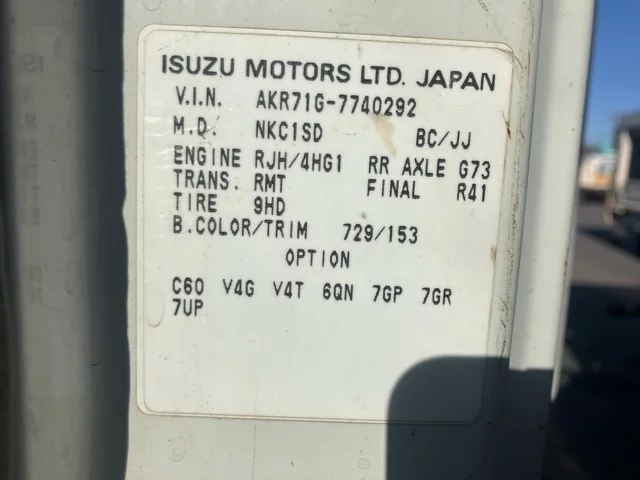 ISUZU MOTORS LTD. JAPAN
V.I.N. AKR71G-7740292
M.D. NKC1SD BC/JJ
ENGINE RJH/4HG1 RR AXLE G73
TRANS. RMT FINAL R41
TIRE 9HD
B.COLOR/TRIM 729/153
OPTION
C60 V4G V4T 6QN 7GP 7GR
7UP